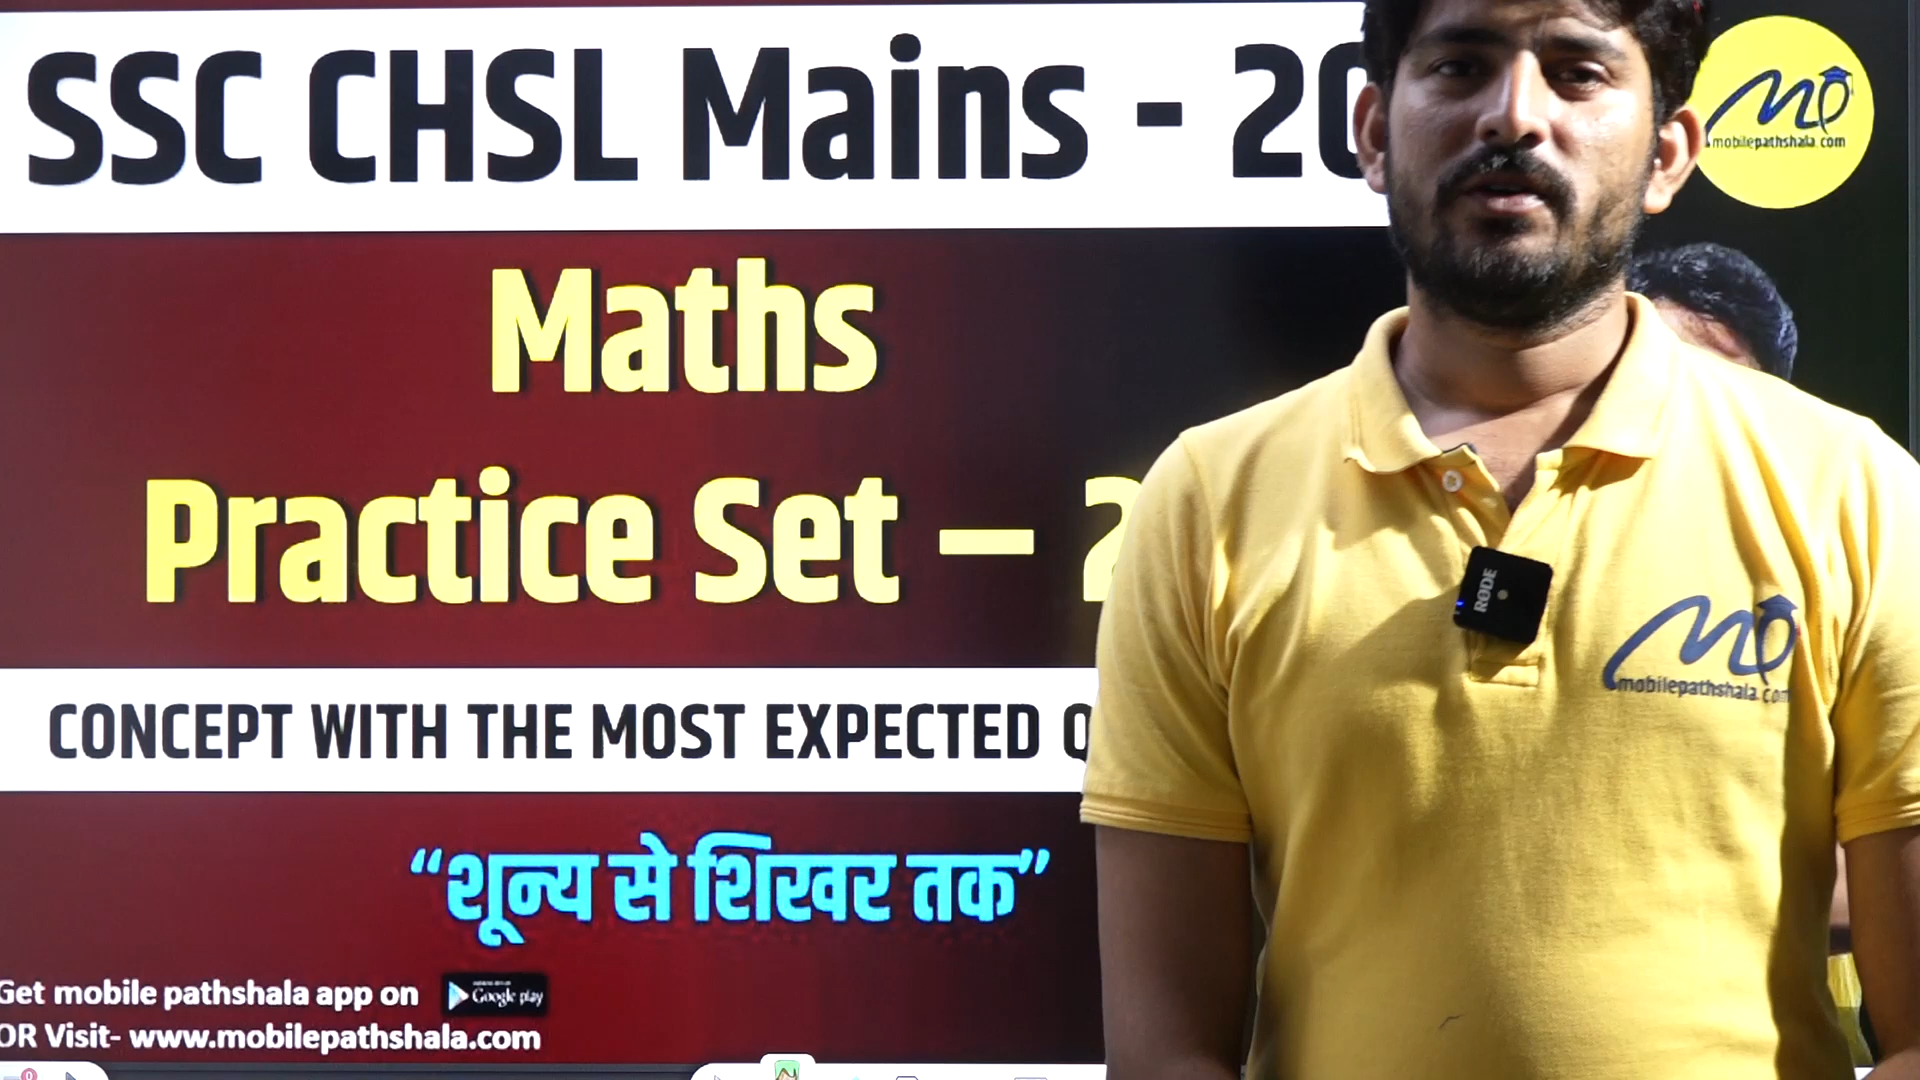 SSC CHSL Mains - 20
mobilepathshala.com
Maths
Practice Set – 2
CONCEPT WITH THE MOST EXPECTED Q
RODE
mobilepathshala.com
“शून्य से शिखर तक”
Get mobile pathshala app on
Google play
OR Visit- www.mobilepathshala.com